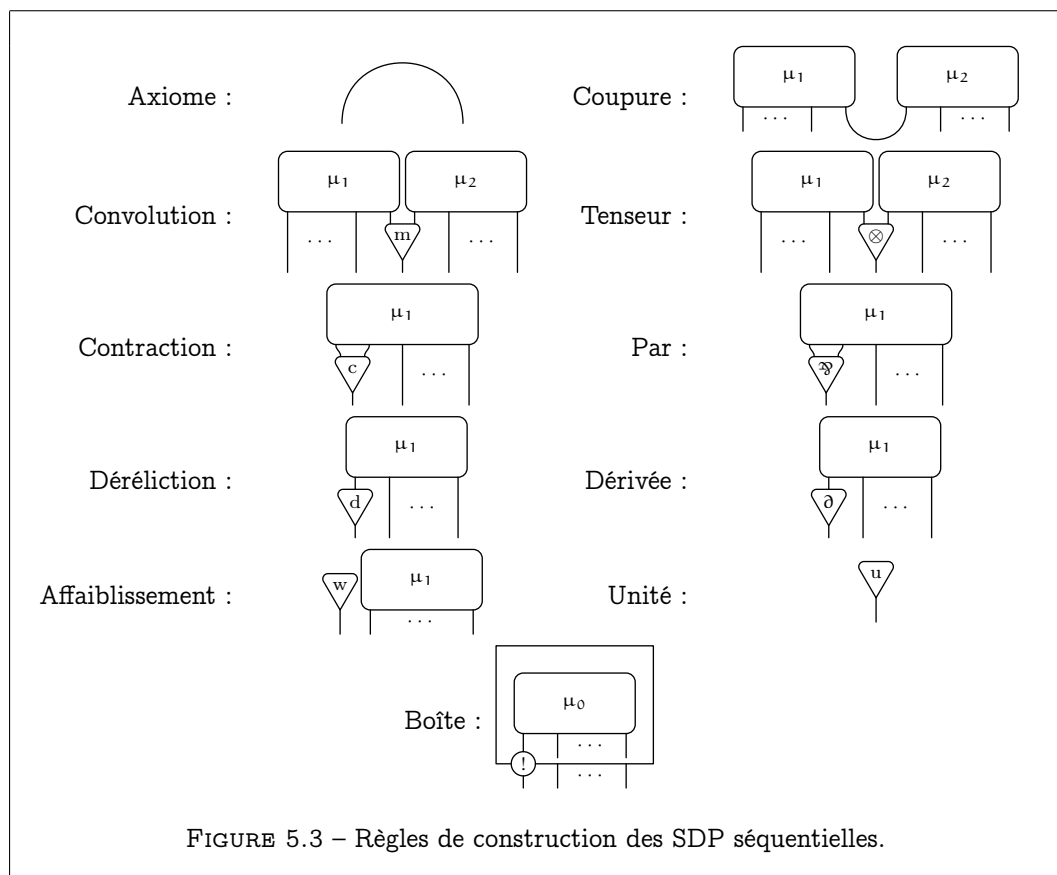 Axiome :
Coupure :
μ₁ μ₂
... ...
Convolution :
μ₁ μ₂
... m ...
Tenseur :
μ₁ μ₂
... ⊗ ...
Contraction :
μ₁
c ...
Par :
μ₁
⅋ ...
Déréliction :
μ₁
d ...
Dérivée :
μ₁
∂ ...
Affaiblissement :
w μ₁
...
Unité :
u
Boîte :
μ₀
...
!
...
FIGURE 5.3 – Règles de construction des SDP séquentielles.